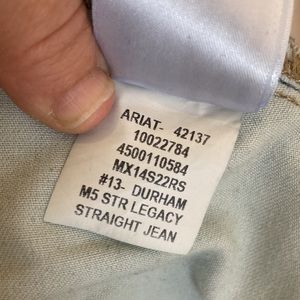 ARIAT- 42137
10022784
4500110584
MX14S22RS
#13- DURHAM
M5 STR LEGACY
STRAIGHT JEAN